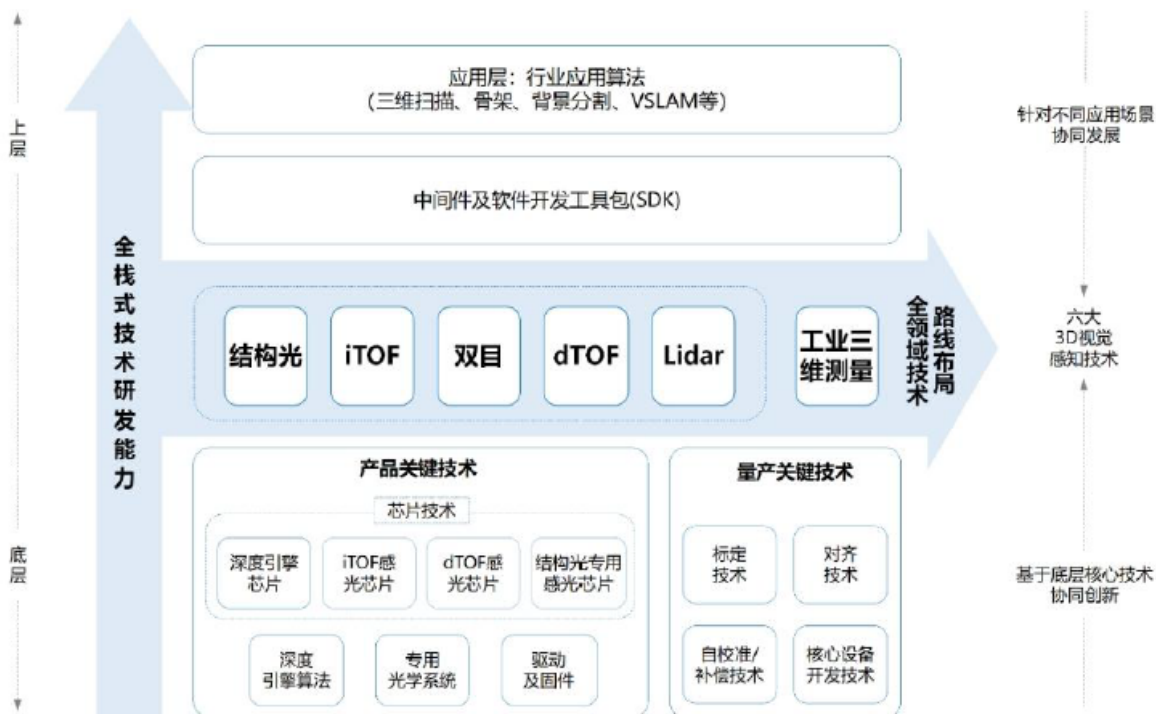 上层
底层
全栈式技术研发能力
应用层：行业应用算法
（三维扫描、骨架、背景分割、VSLAM等）
中间件及软件开发工具包(SDK)
结构光
iTOF
双目
dTOF
Lidar
工业三
维测量
全领域技术
路线布局
产品关键技术
芯片技术
深度引擎
芯片
iTOF感
光芯片
dTOF感
光芯片
结构光专用
感光芯片
深度
引擎算法
专用
光学系统
驱动
及固件
量产关键技术
标定
技术
对齐
技术
自校准/
补偿技术
核心设备
开发技术
针对不同应用场景
协同发展
六大
3D视觉
感知技术
基于底层核心技术
协同创新